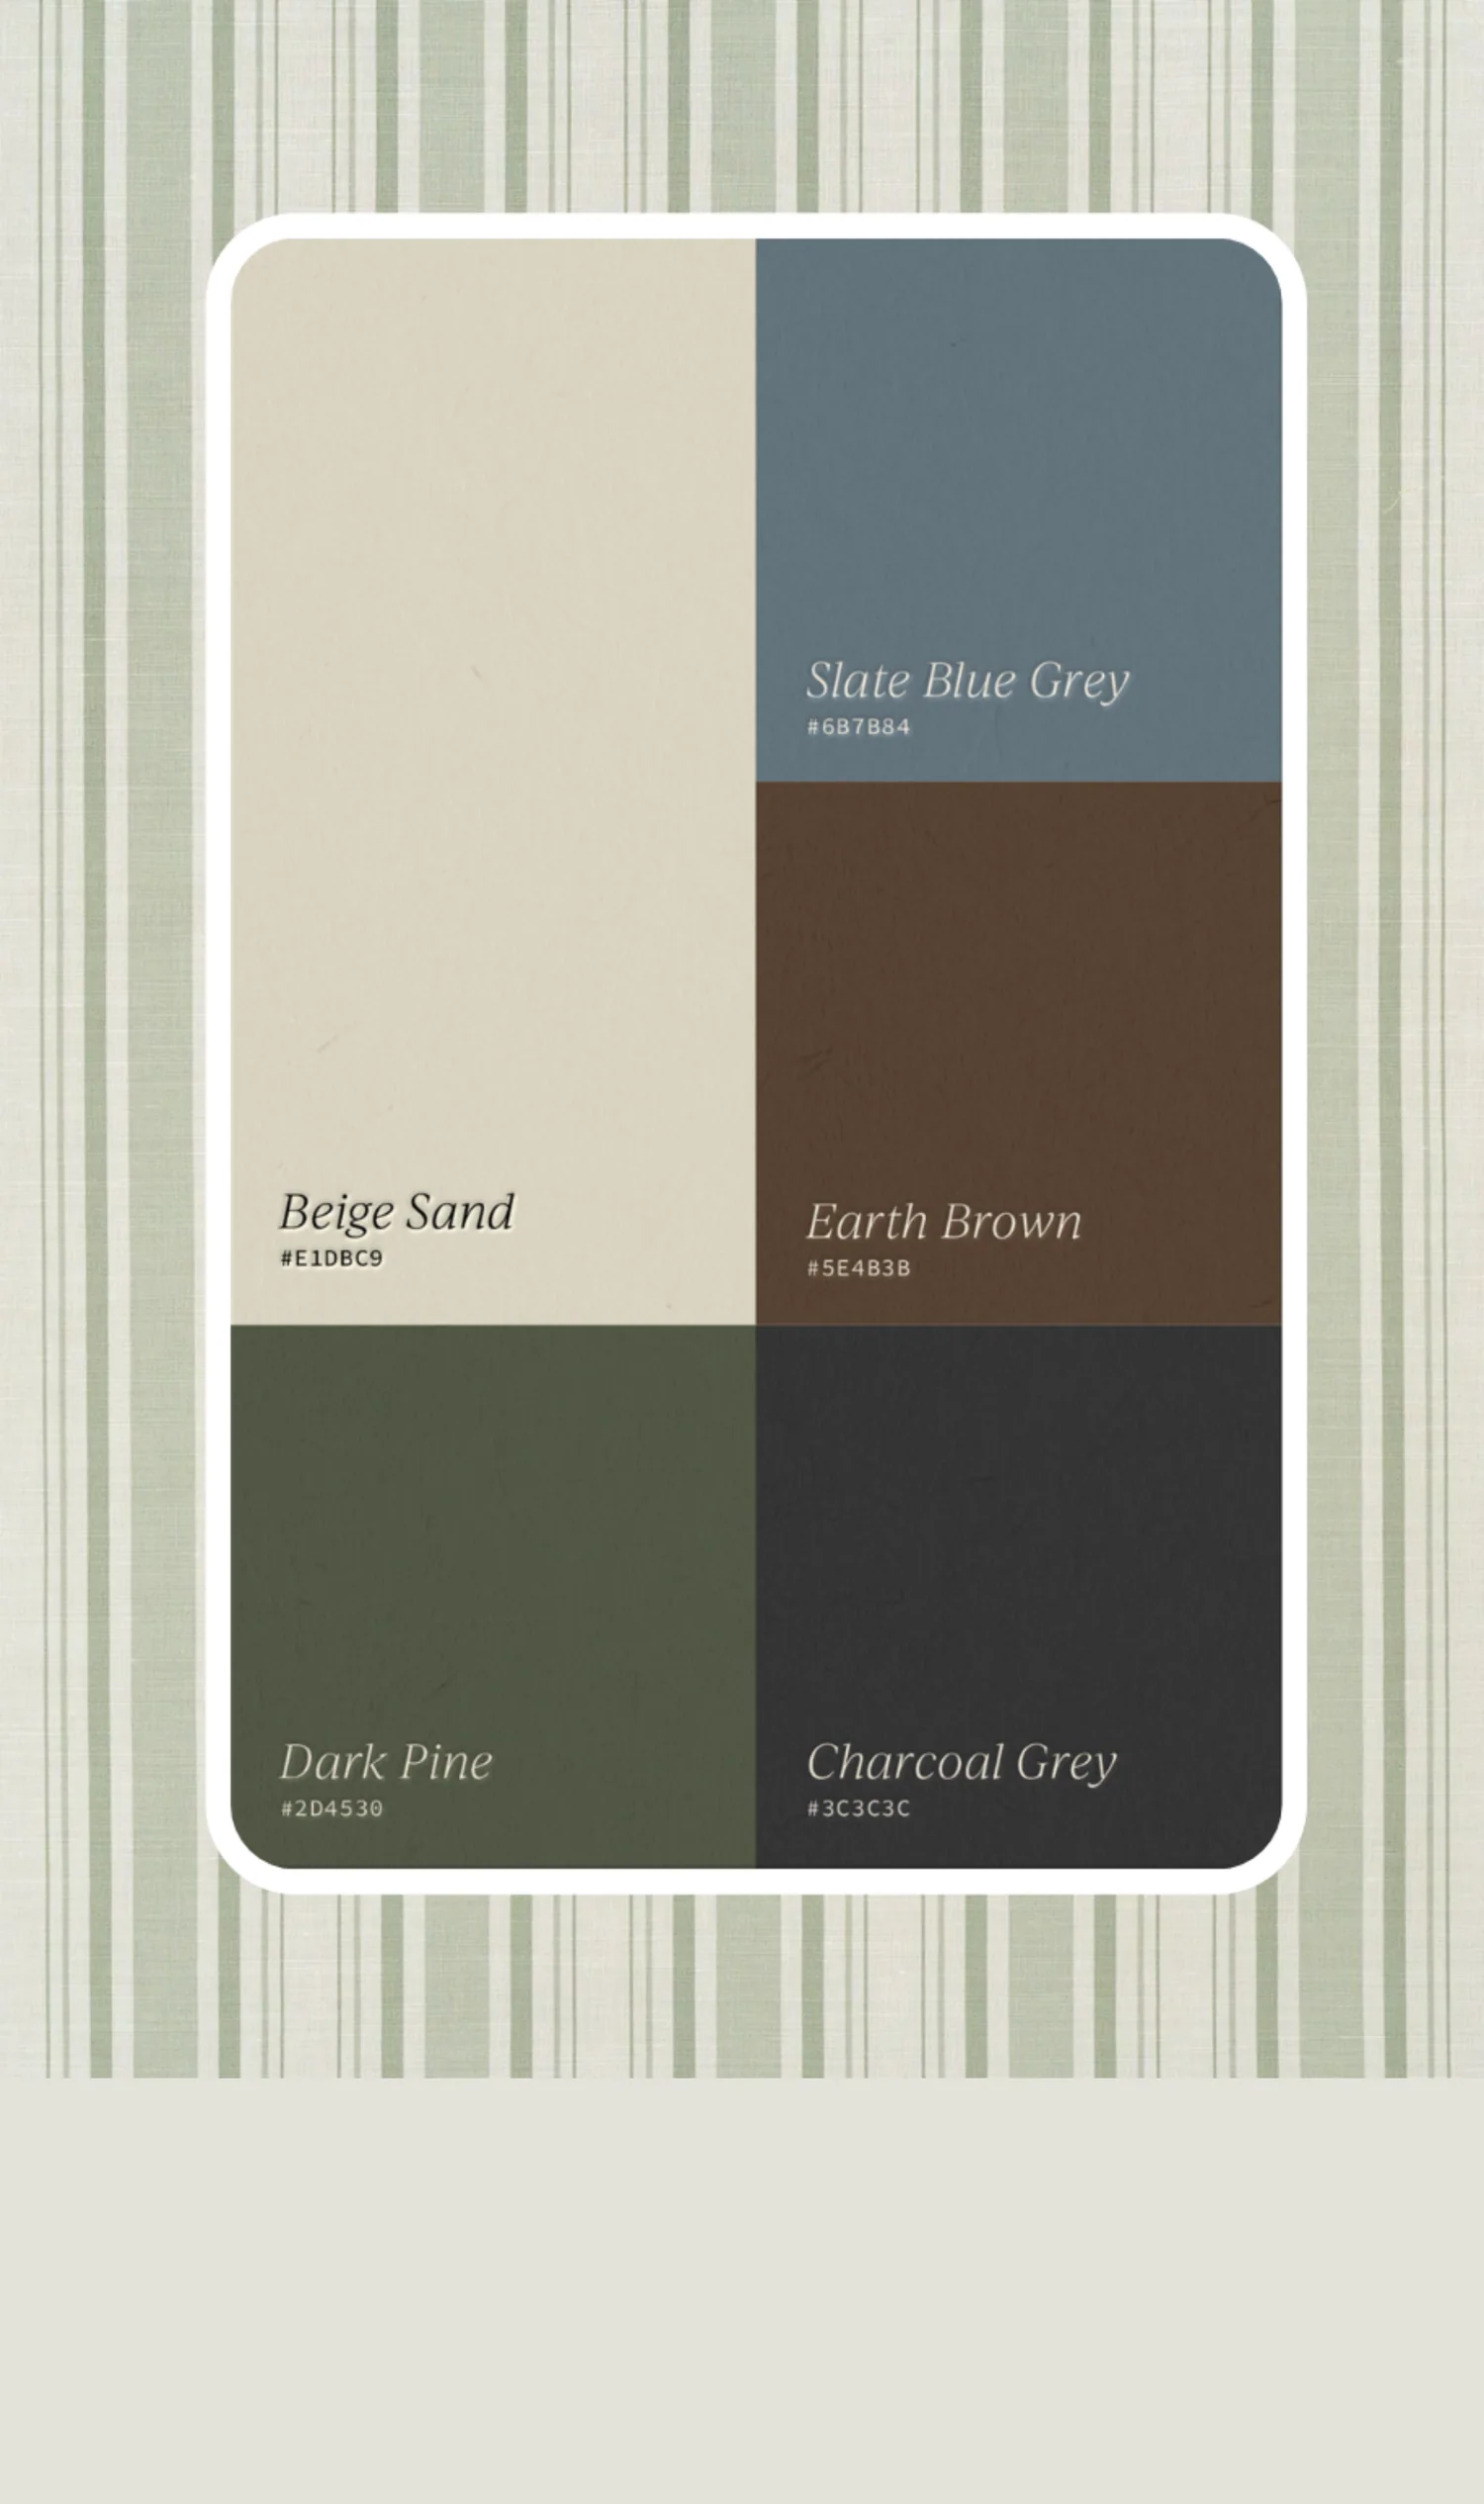 Slate Blue Grey
#6B7B84
Beige Sand
#E1DBC9
Earth Brown
#5E4B3B
Dark Pine
#2D4530
Charcoal Grey
#3C3C3C